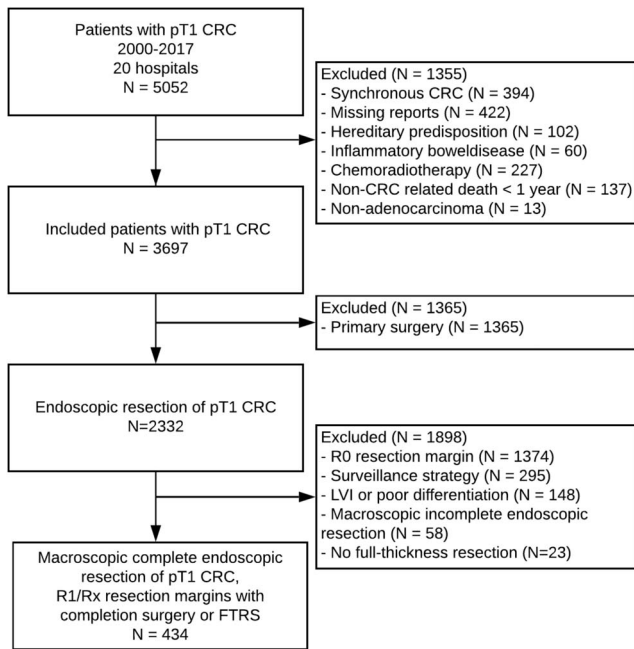 Patients with pT1 CRC
2000-2017
20 hospitals
N = 5052
Excluded (N = 1355)
- Synchronous CRC (N = 394)
- Missing reports (N = 422)
- Hereditary predisposition (N = 102)
- Inflammatory boweldisease (N = 60)
- Chemoradiotherapy (N = 227)
- Non-CRC related death < 1 year (N = 137)
- Non-adenocarcinoma (N = 13)
Included patients with pT1 CRC
N = 3697
Excluded (N = 1365)
- Primary surgery (N = 1365)
Endoscopic resection of pT1 CRC
N=2332
Excluded (N = 1898)
- R0 resection margin (N = 1374)
- Surveillance strategy (N = 295)
- LVI or poor differentiation (N = 148)
- Macroscopic incomplete endoscopic
resection (N = 58)
- No full-thickness resection (N=23)
Macroscopic complete endoscopic
resection of pT1 CRC,
R1/Rx resection margins with
completion surgery or FTRS
N = 434